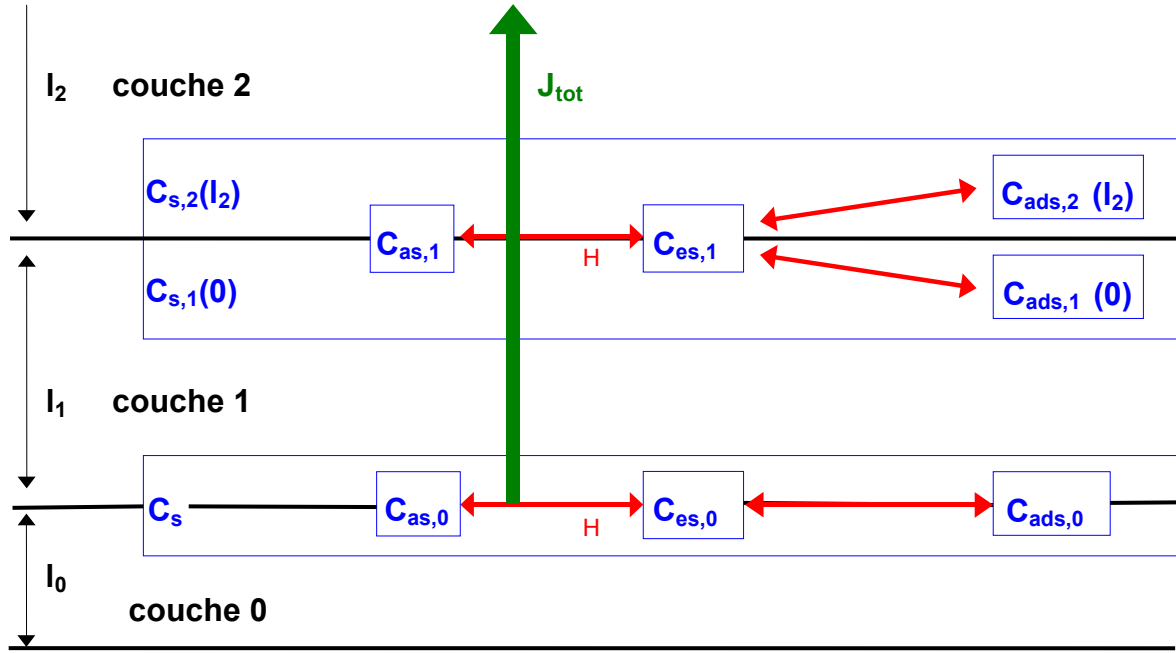 l₂ couche 2 Jₜₒₜ
Cₛ,₂(l₂) Cₐds,₂ (l₂)
Cₐₛ,₁ H Cₑₛ,₁
Cₛ,₁(0) Cₐds,₁ (0)
l₁ couche 1
Cₛ Cₐₛ,₀ H Cₑₛ,₀ Cₐds,₀
l₀
couche 0